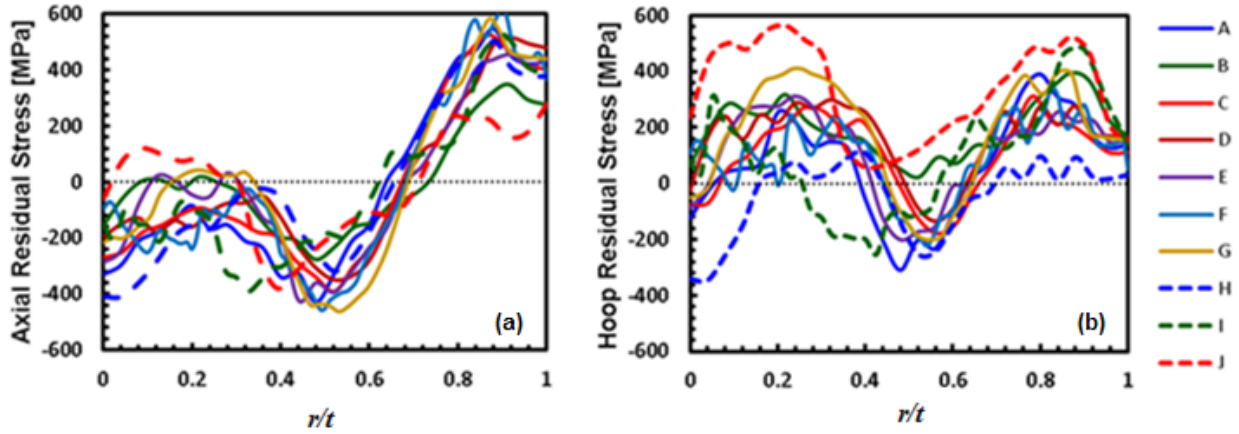 Axial Residual Stress [MPa]
600
400
200
0
-200
-400
-600
0
0.2
0.4
0.6
0.8
1
r/t
(a)
Hoop Residual Stress [MPa]
600
400
200
0
-200
-400
-600
0
0.2
0.4
0.6
0.8
1
r/t
(b)
A
B
C
D
E
F
G
H
I
J